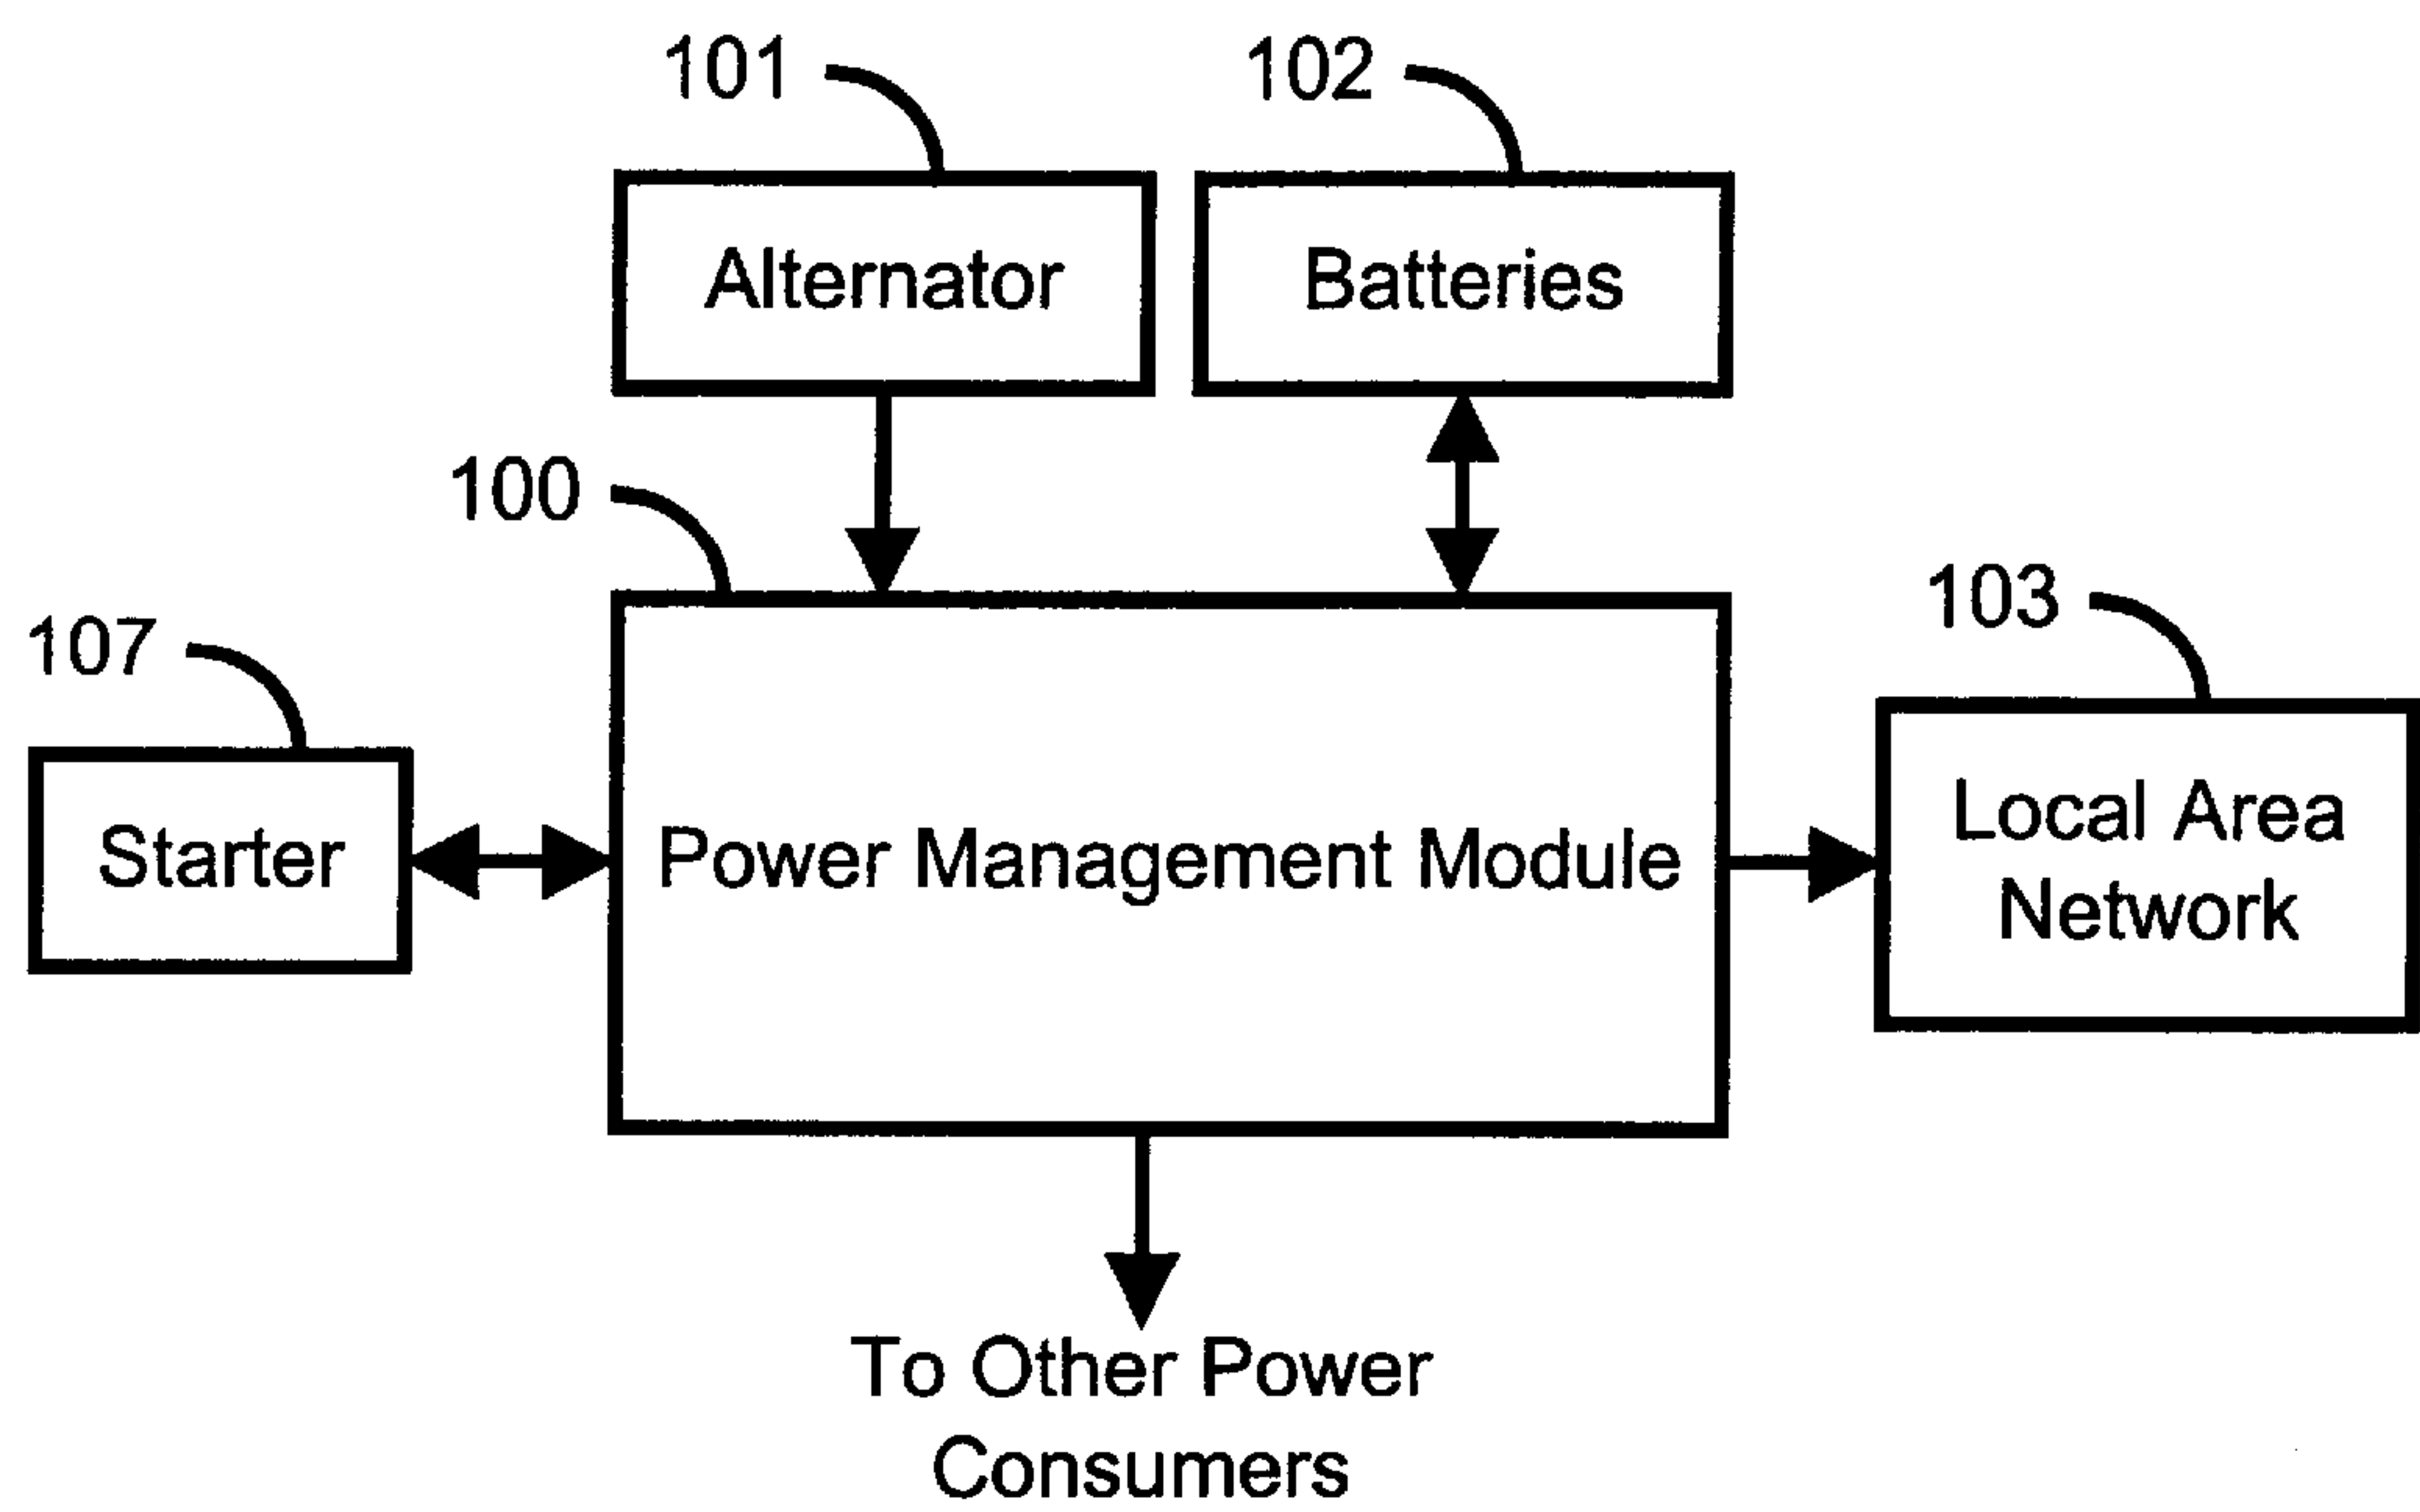 101
102
Alternator
Batteries
100
107
103
Starter
Power Management Module
Local Area
Network
To Other Power
Consumers